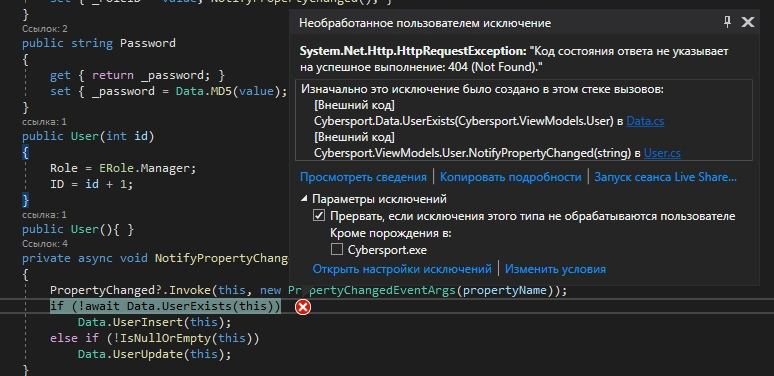 set { _roleID = value; NotifyPropertyChanged(); }
}
Ссылок: 2
public string Password
{
get { return _password; }
set { _password = Data.MD5(value);
}
ссылка: 1
public User(int id)
{
Role = ERole.Manager;
ID = id + 1;
}
ссылка: 1
public User(){ }
Ссылок: 4
private async void NotifyPropertyChang
{
PropertyChanged?.Invoke(this, new PropertyChangedEventArgs(propertyName));
if (!await Data.UserExists(this))
Data.UserInsert(this);
else if (!IsNullOrEmpty(this))
Data.UserUpdate(this);
}
Необработанное пользователем исключение
System.Net.Http.HttpRequestException: "Код состояния ответа не указывает
на успешное выполнение: 404 (Not Found)."
Изначально это исключение было создано в этом стеке вызовов:
[Внешний код]
Cybersport.Data.UserExists(Cybersport.ViewModels.User) в Data.cs
[Внешний код]
Cybersport.ViewModels.User.NotifyPropertyChanged(string) в User.cs
Просмотреть сведения | Копировать подробности | Запуск сеанса Live Share...
Параметры исключений
Прервать, если исключения этого типа не обрабатываются пользователе
Кроме порождения в:
Cybersport.exe
Открыть настройки исключений | Изменить условия